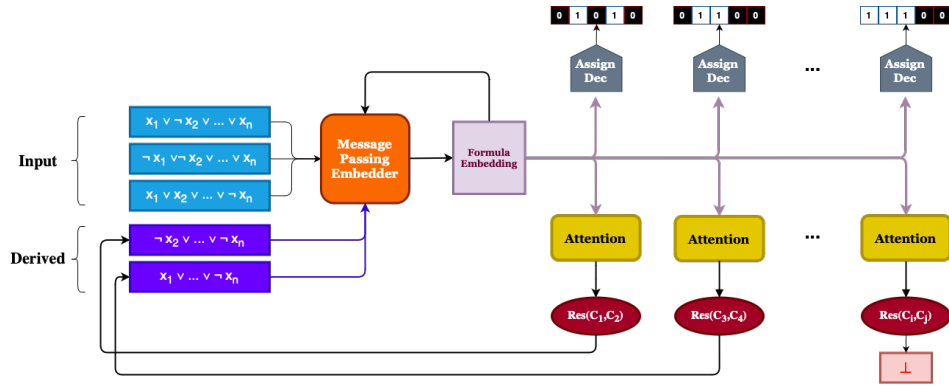 0 1 0 1 0
0 1 1 0 0
1 1 1 0 0
Assign
Dec
Assign
Dec
...
Assign
Dec
Input
x1 ∨ ¬ x2 ∨ ... ∨ xn
¬ x1 ∨¬ x2 ∨ ... ∨ xn
x1 ∨ x2 ∨ ... ∨ ¬ xn
Message
Passing
Embedder
Formula
Embedding
Derived
¬ x2 ∨ ... ∨ ¬ xn
x1 ∨ ... ∨ ¬ xn
Attention
Attention
...
Attention
Res(C1,C2)
Res(C3,C4)
Res(Ci,Cj)
⊥